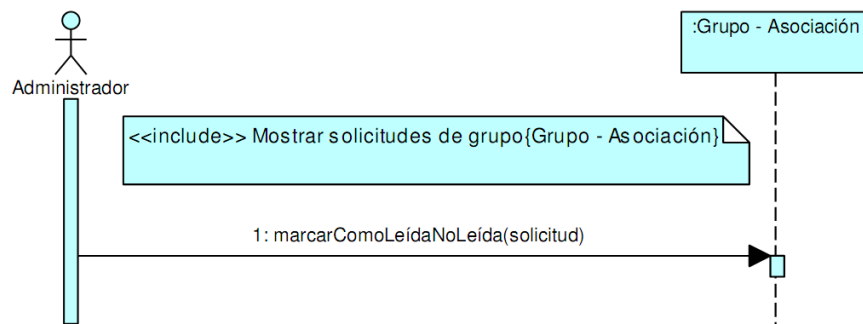 :Grupo - Asociación
Administrador
<<include>> Mostrar solicitudes de grupo{Grupo - Asociación}
1: marcarComoLeídaNoLeída(solicitud)